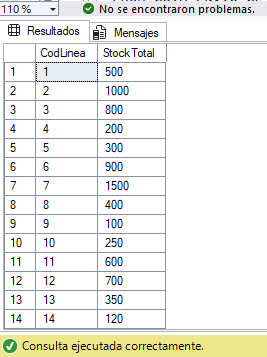 110 % No se encontraron problemas.
Resultados Mensajes
CodLinea StockTotal
1 1 500
2 2 1000
3 3 800
4 4 200
5 5 300
6 6 900
7 7 1500
8 8 400
9 9 100
10 10 250
11 11 600
12 12 700
13 13 350
14 14 120
Consulta ejecutada correctamente.